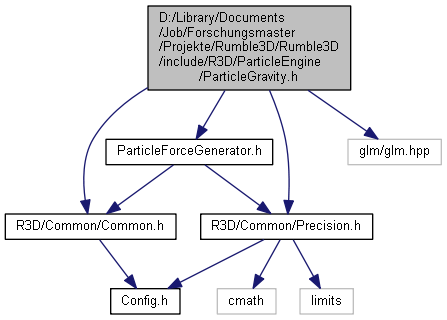 D:/Library/Documents
/Job/Forschungsmaster
/Projekte/Rumble3D/Rumble3D
/include/R3D/ParticleEngine
/ParticleGravity.h
ParticleForceGenerator.h
glm/glm.hpp
R3D/Common/Common.h
R3D/Common/Precision.h
Config.h
cmath
limits